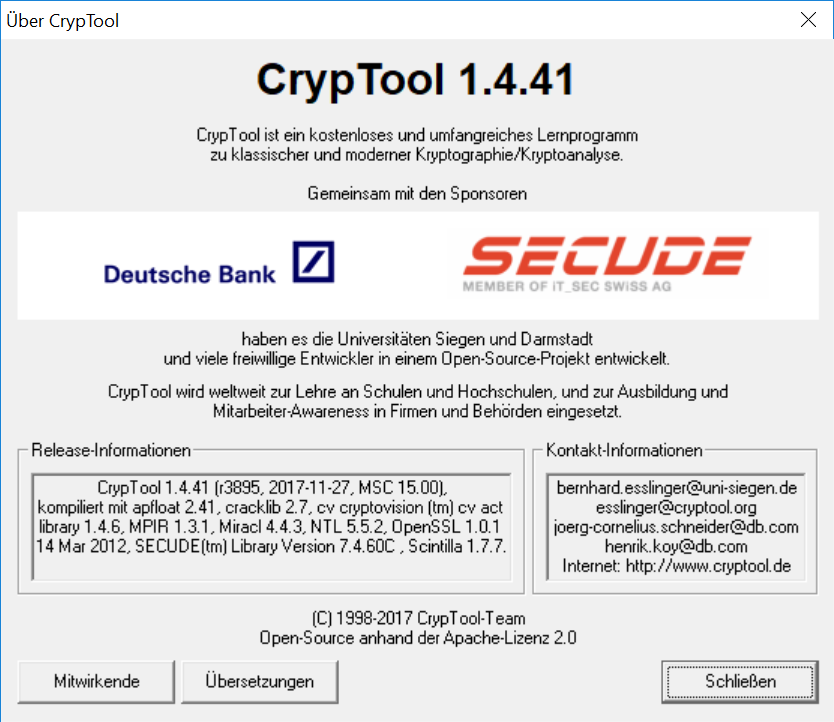 Über CrypTool
CrypTool 1.4.41
CrypTool ist ein kostenloses und umfangreiches Lernprogramm
zu klassischer und moderner Kryptographie/Kryptoanalyse.
Gemeinsam mit den Sponsoren
Deutsche Bank
SECUDE
MEMBER OF iT_SEC SWISS AG
haben es die Universitäten Siegen und Darmstadt
und viele freiwillige Entwickler in einem Open-Source-Projekt entwickelt.
CrypTool wird weltweit zur Lehre an Schulen und Hochschulen, und zur Ausbildung und
Mitarbeiter-Awareness in Firmen und Behörden eingesetzt.
Release-Informationen
CrypTool 1.4.41 (r3895, 2017-11-27, MSC 15.00),
kompiliert mit apfloat 2.41, cracklib 2.7, cv cryptovision (tm) cv act
library 1.4.6, MPIR 1.3.1, Miracl 4.4.3, NTL 5.5.2, OpenSSL 1.0.1
14 Mar 2012, SECUDE(tm) Library Version 7.4.60C , Scintilla 1.7.7.
Kontakt-Informationen
bernhard.esslinger@uni-siegen.de
esslinger@cryptool.org
joerg-cornelius.schneider@db.com
henrik.koy@db.com
Internet: http://www.cryptool.de
(C) 1998-2017 CrypTool-Team
Open-Source anhand der Apache-Lizenz 2.0
Mitwirkende
Übersetzungen
Schließen